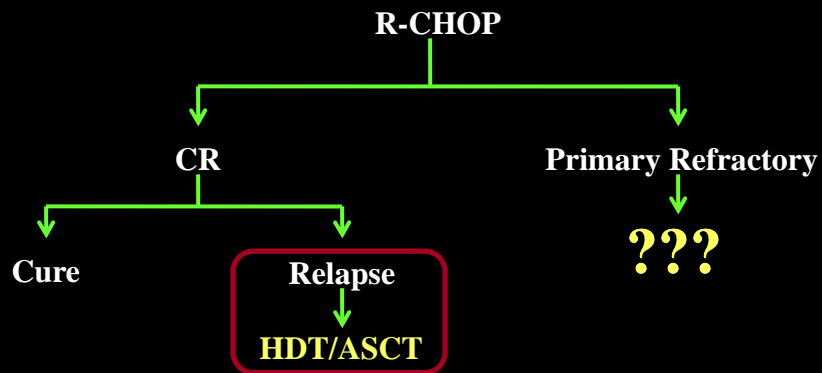 R-CHOP
CR
Primary Refractory
Cure
Relapse
HDT/ASCT
???